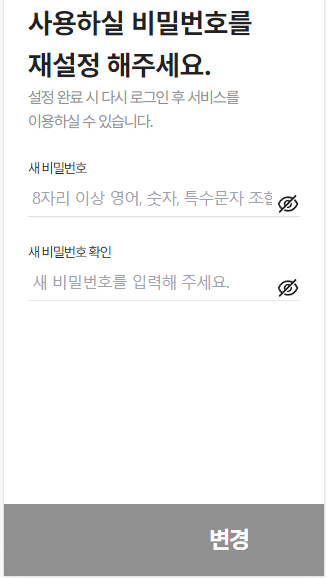 사용하실 비밀번호를
재설정 해주세요.
설정 완료 시 다시 로그인 후 서비스를
이용하실 수 있습니다.
새 비밀번호
8자리 이상 영어, 숫자, 특수문자
새 비밀번호 확인
새 비밀번호를 입력해 주세요.
변경